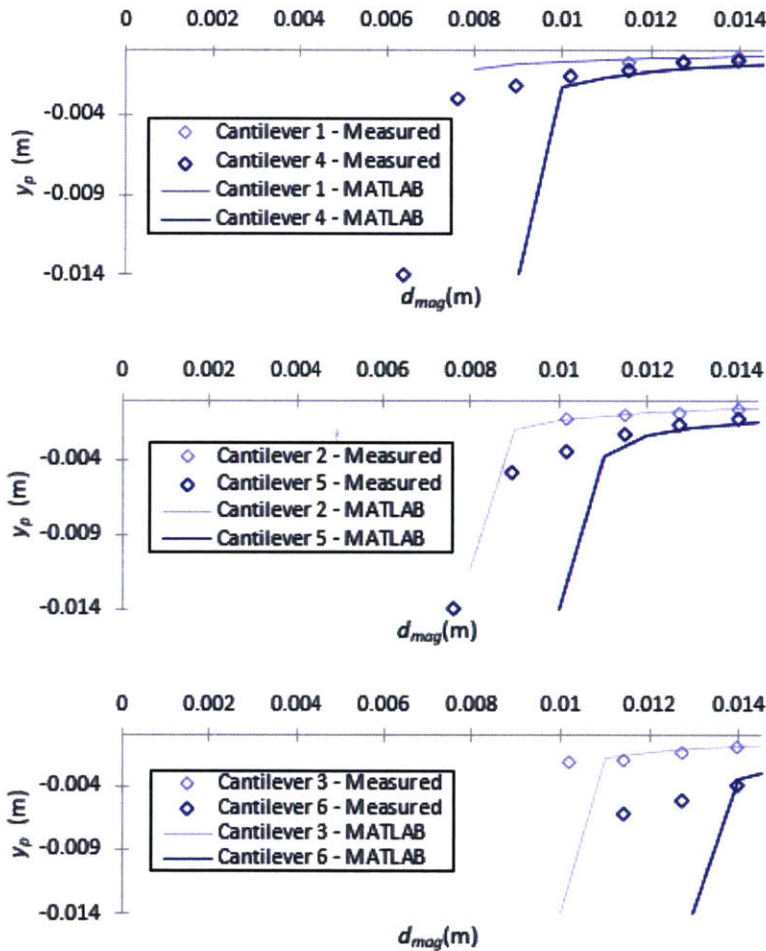 0 0.002 0.004 0.006 0.008 0.01 0.012 0.014
-0.004
-0.009
-0.014
y_p (m)
Cantilever 1 - Measured
Cantilever 4 - Measured
Cantilever 1 - MATLAB
Cantilever 4 - MATLAB
d_mag(m)
0 0.002 0.004 0.006 0.008 0.01 0.012 0.014
-0.004
-0.009
-0.014
y_p (m)
Cantilever 2 - Measured
Cantilever 5 - Measured
Cantilever 2 - MATLAB
Cantilever 5 - MATLAB
d_mag(m)
0 0.002 0.004 0.006 0.008 0.01 0.012 0.014
-0.004
-0.009
-0.014
y_p (m)
Cantilever 3 - Measured
Cantilever 6 - Measured
Cantilever 3 - MATLAB
Cantilever 6 - MATLAB
d_mag(m)